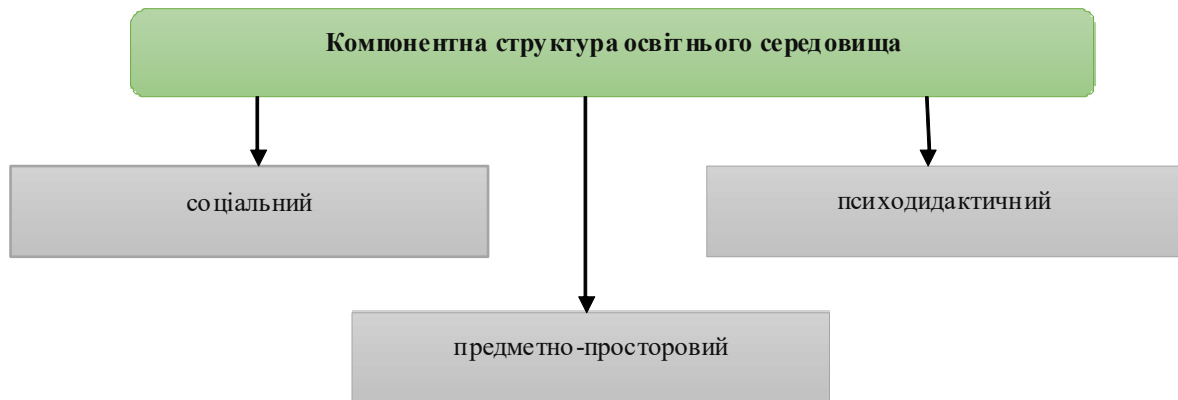 Компонентна структура освітнього середовища
соціальний
психодидактичний
предметно-просторовий